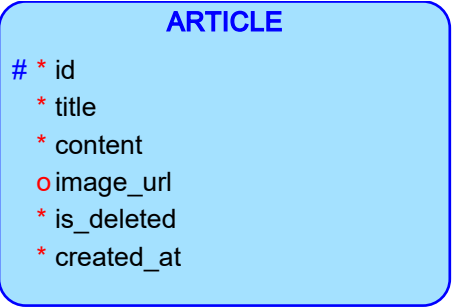 ARTICLE
# * id
* title
* content
o image_url
* is_deleted
* created_at